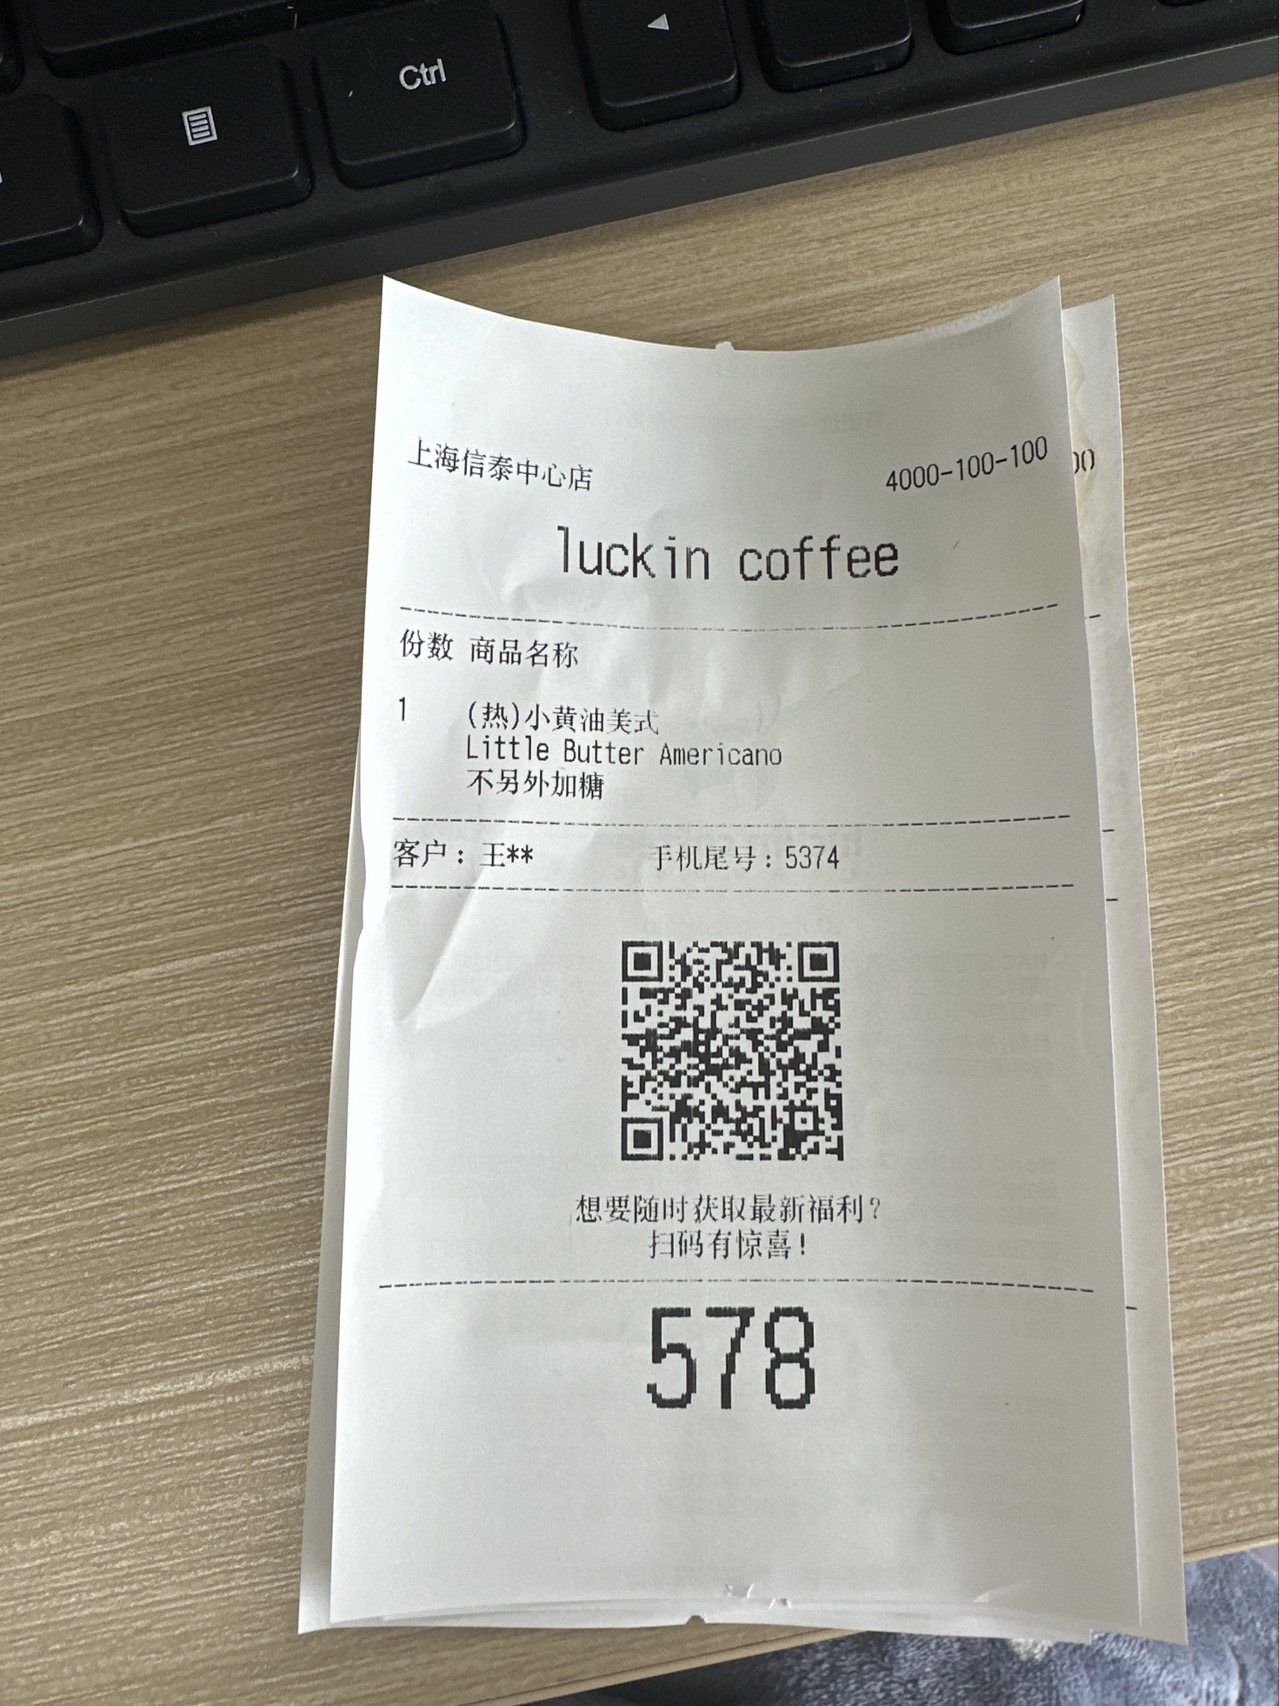 Ctrl
上海信泰中心店 4000-100-100
00
luckin coffee
份数 商品名称
1 (热)小黄油美式
Little Butter Americano
不另外加糖
客户: 王** 手机尾号: 5374
想要随时获取最新福利?
扫码有惊喜!
578